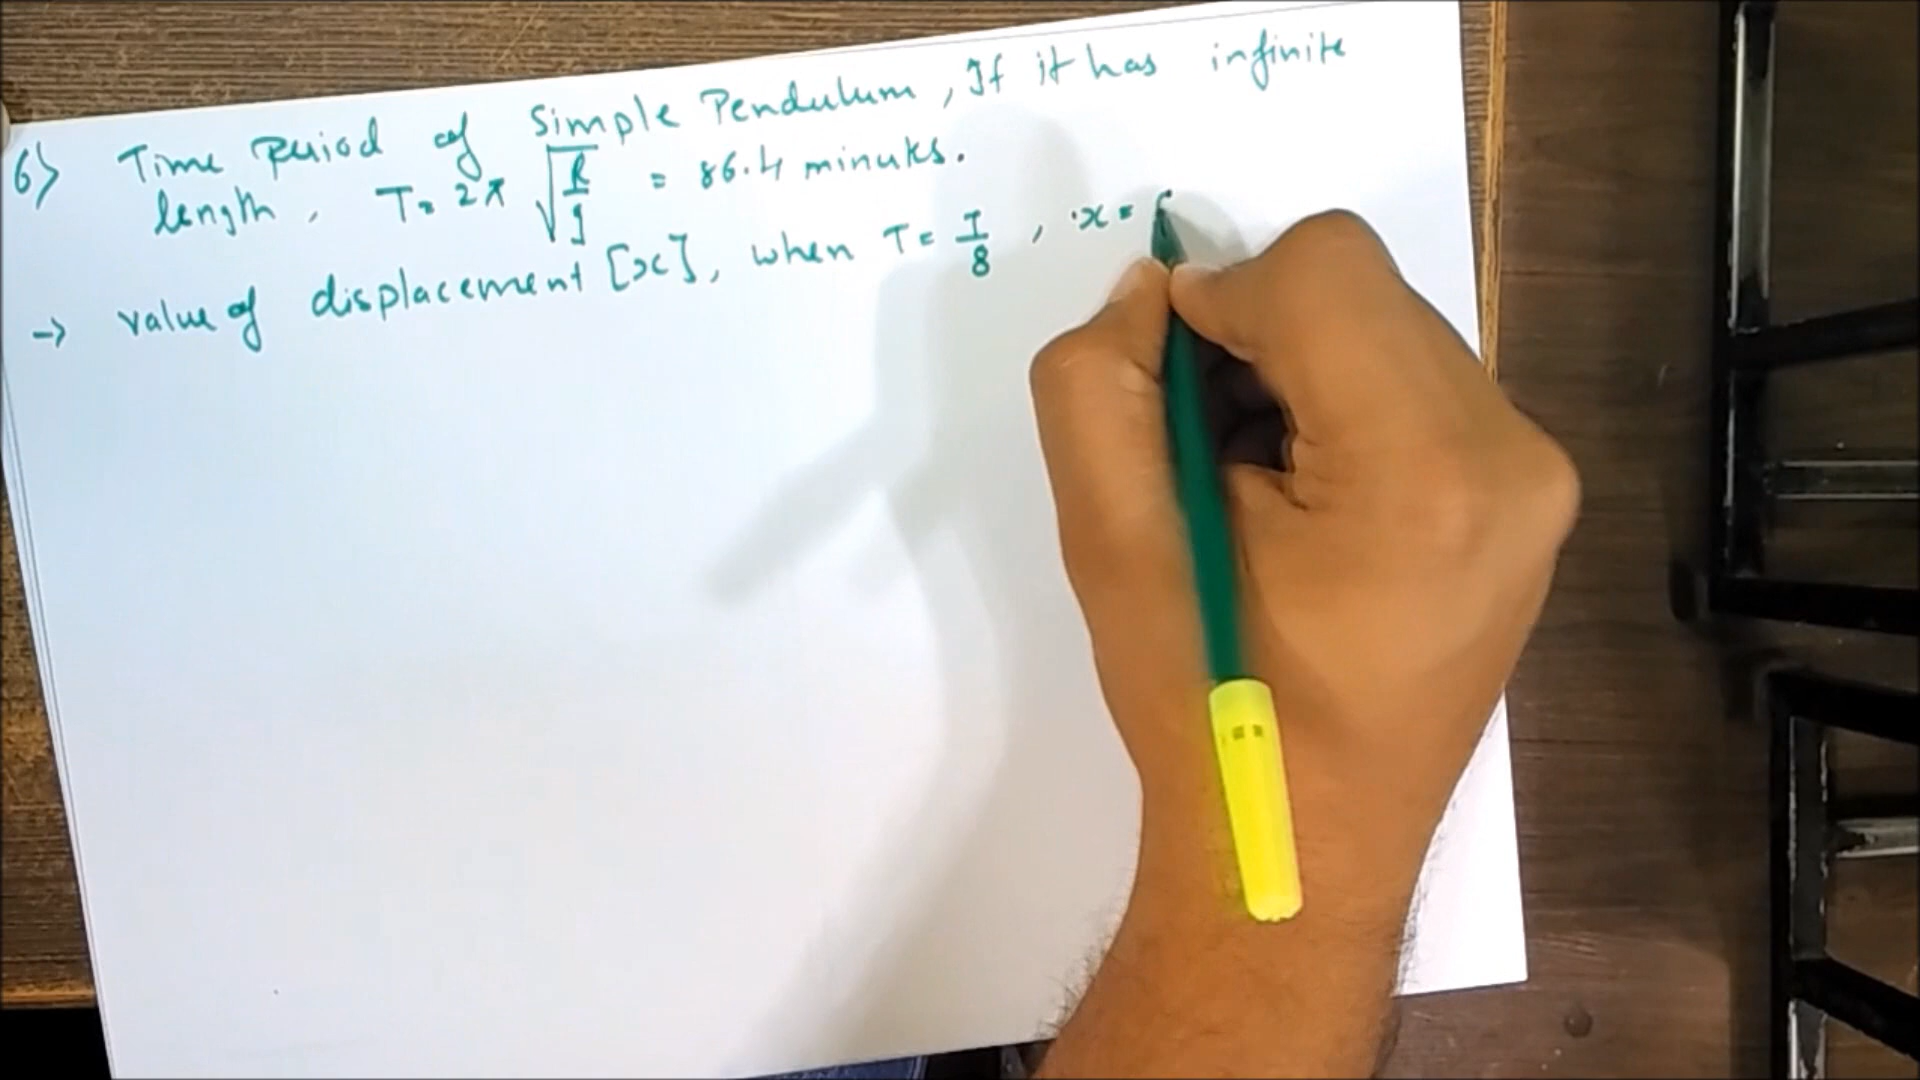 6) Time Period of Simple Pendulum, If it has infinite
length, T = 2π √R/g = 86.4 minutes.
→ value of displacement [x], when T = T/8, x =